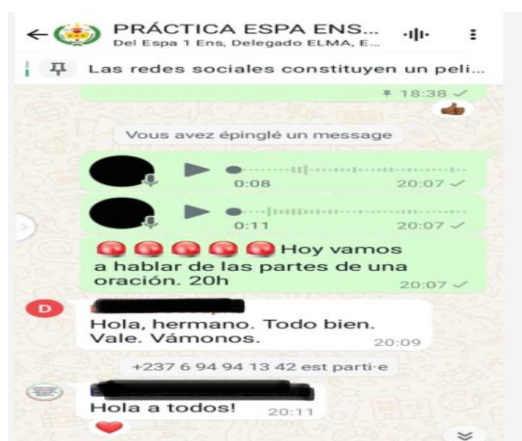 PRÁCTICA ESPA ENS...
Del Espa 1 Ens, Delegado ELMA, E...
Las redes sociales constituyen un peli...
18:38
Vous avez épinglé un message
0:08 20:07
0:11 20:07
Hoy vamos
a hablar de las partes de una
oración. 20h
20:07
D
Hola, hermano. Todo bien.
Vale. Vámonos.
20:09
+237 6 94 94 13 42 est parti·e
Hola a todos!
20:11